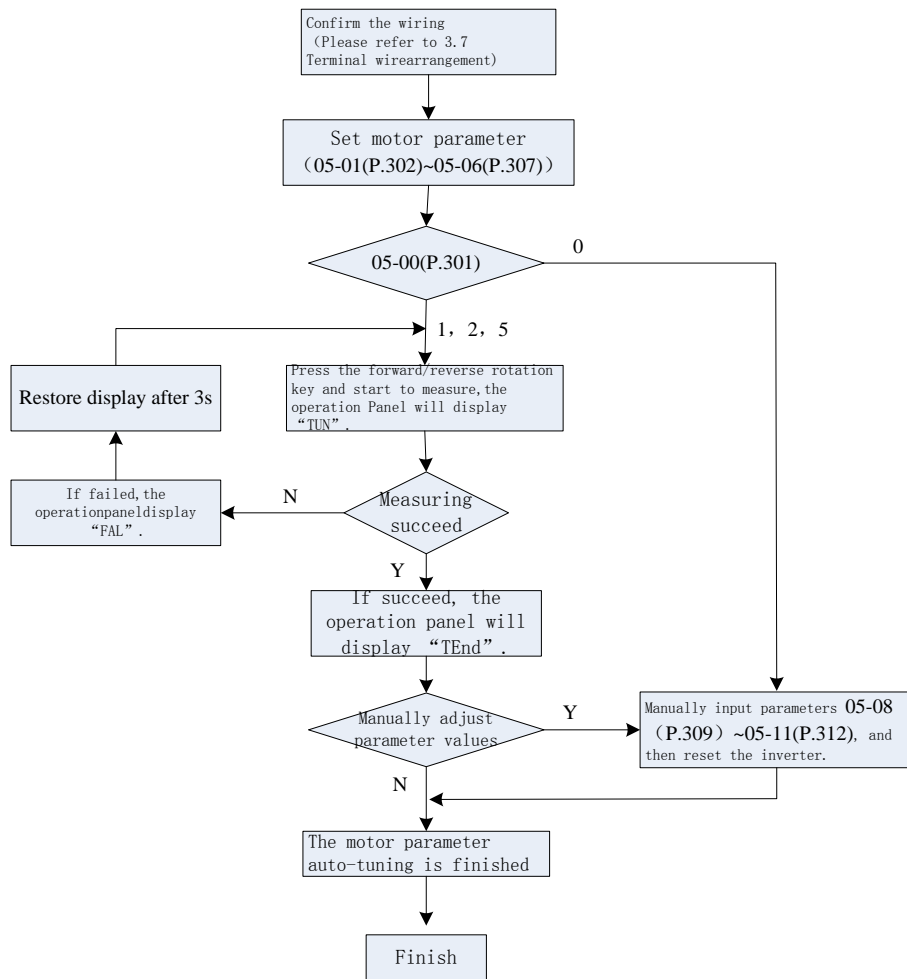 Confirm the wiring
（Please refer to 3.7
Terminal wirearrangement）
Set motor parameter
（05-01(P.302)~05-06(P.307)）
05-00(P.301)
0
1，2，5
Press the forward/reverse rotation
key and start to measure,the
operation Panel will display
“TUN”.
Restore display after 3s
If failed,the
operationpaneldisplay
“FAL”.
N
Measuring
succeed
Y
If succeed, the
operation panel will
display “TEnd”.
Manually adjust
parameter values
Y
Manually input parameters 05-08
（P.309）~05-11(P.312), and
then reset the inverter.
N
The motor parameter
auto-tuning is finished
Finish